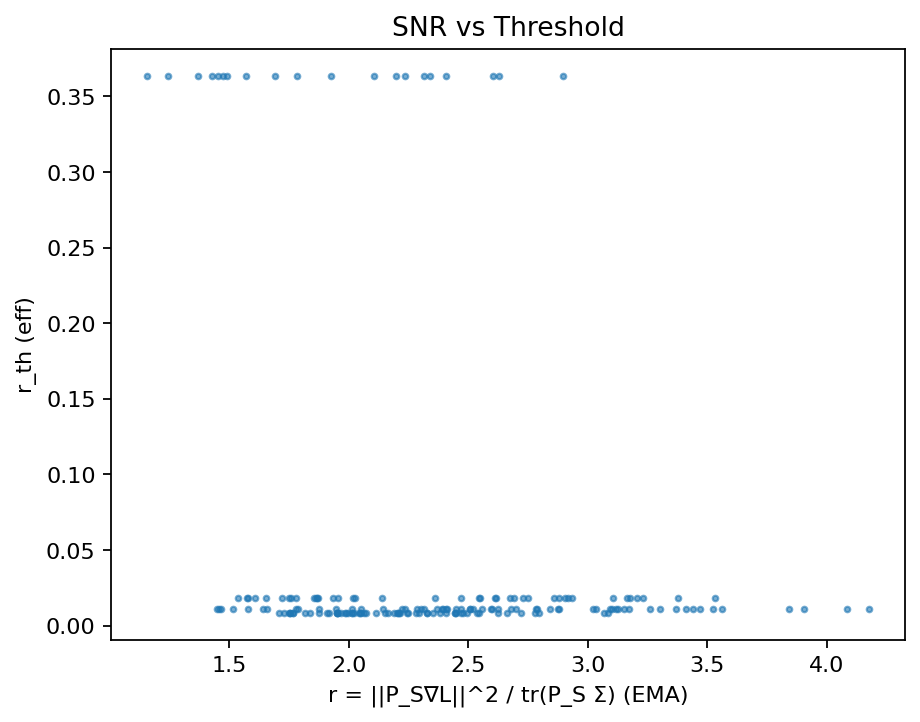 SNR vs Threshold
0.35
0.30
0.25
0.20
0.15
0.10
0.05
0.00
r_th (eff)
1.5 2.0 2.5 3.0 3.5 4.0
r = ||P_S∇L||^2 / tr(P_S Σ) (EMA)